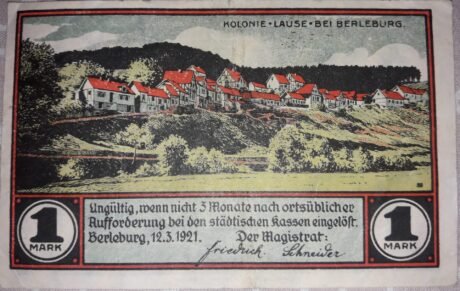 KOLONIE • LAUSE • BEI BERLEBURG.
Ungültig, wenn nicht 3 Monate nach ortsüblicher
Aufforderung bei den städtischen Kassen eingelöst.
Berleburg, 12.3.1921. Der Magistrat:
Friedrich. Schneider
1
MARK
1
MARK